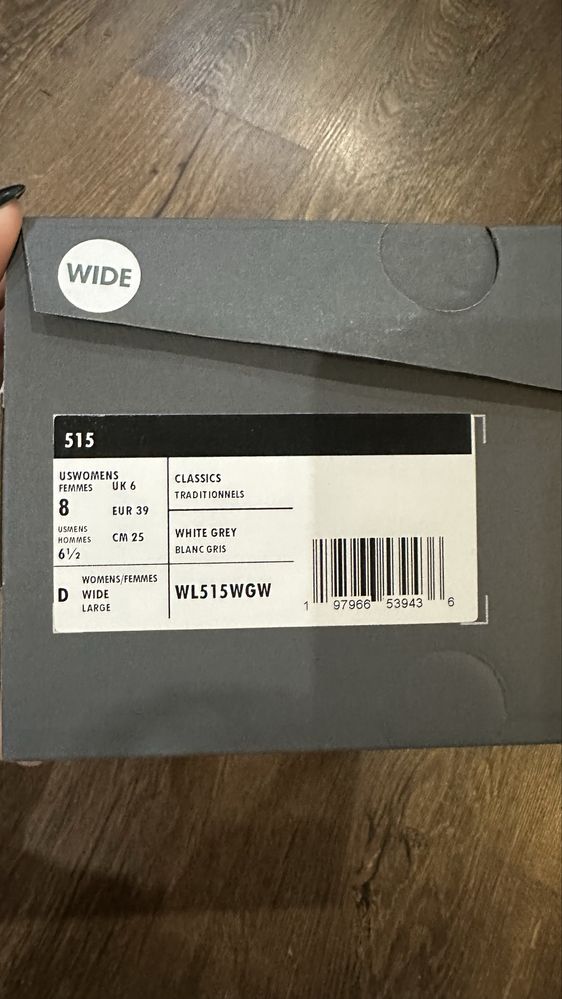 WIDE
515
USWOMENS
FEMMES
UK 6
8
EUR 39
USMENS
HOMMES
CM 25
6½
D
WOMENS/FEMMES
WIDE
LARGE
CLASSICS
TRADITIONNELS
WHITE GREY
BLANC GRIS
WL515WGW
1 97966 53943 6